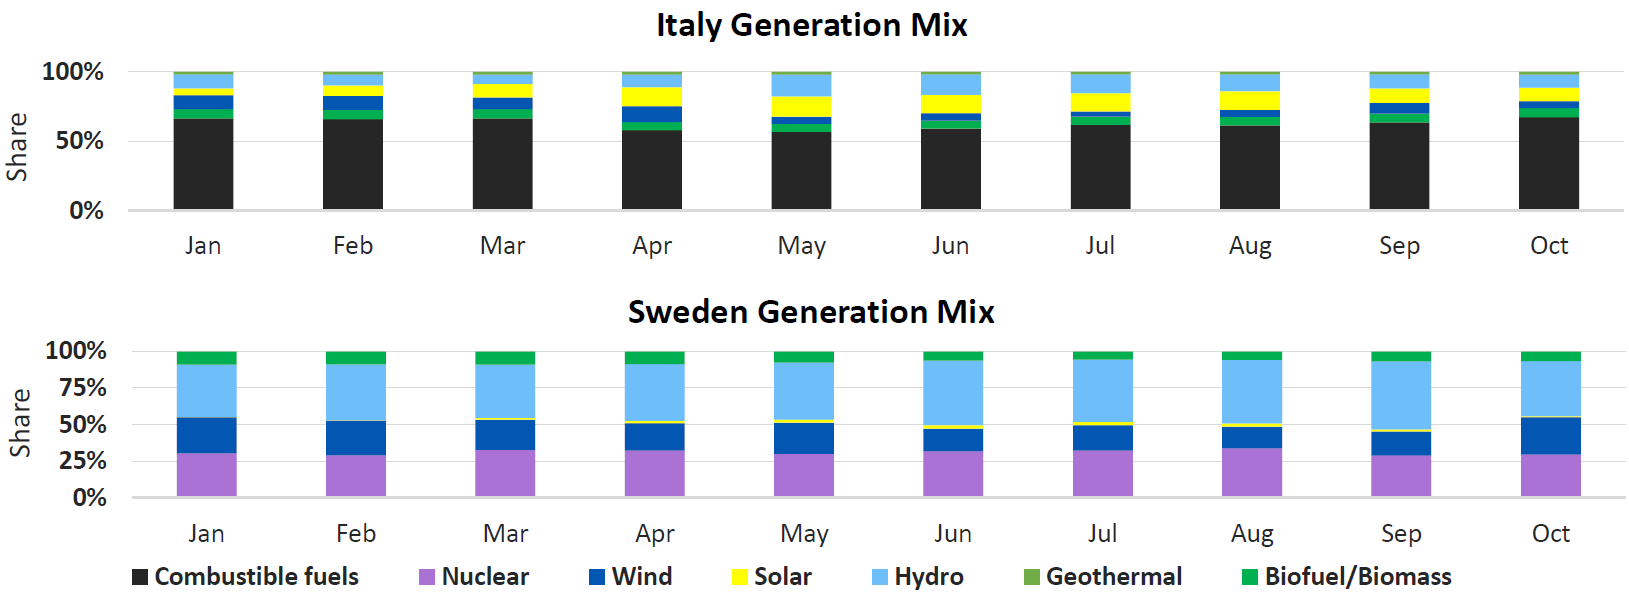 Italy Generation Mix
100%
50%
0%
Share
Jan Feb Mar Apr May Jun Jul Aug Sep Oct
Sweden Generation Mix
100%
75%
50%
25%
0%
Share
Jan Feb Mar Apr May Jun Jul Aug Sep Oct
Combustible fuels Nuclear Wind Solar Hydro Geothermal Biofuel/Biomass